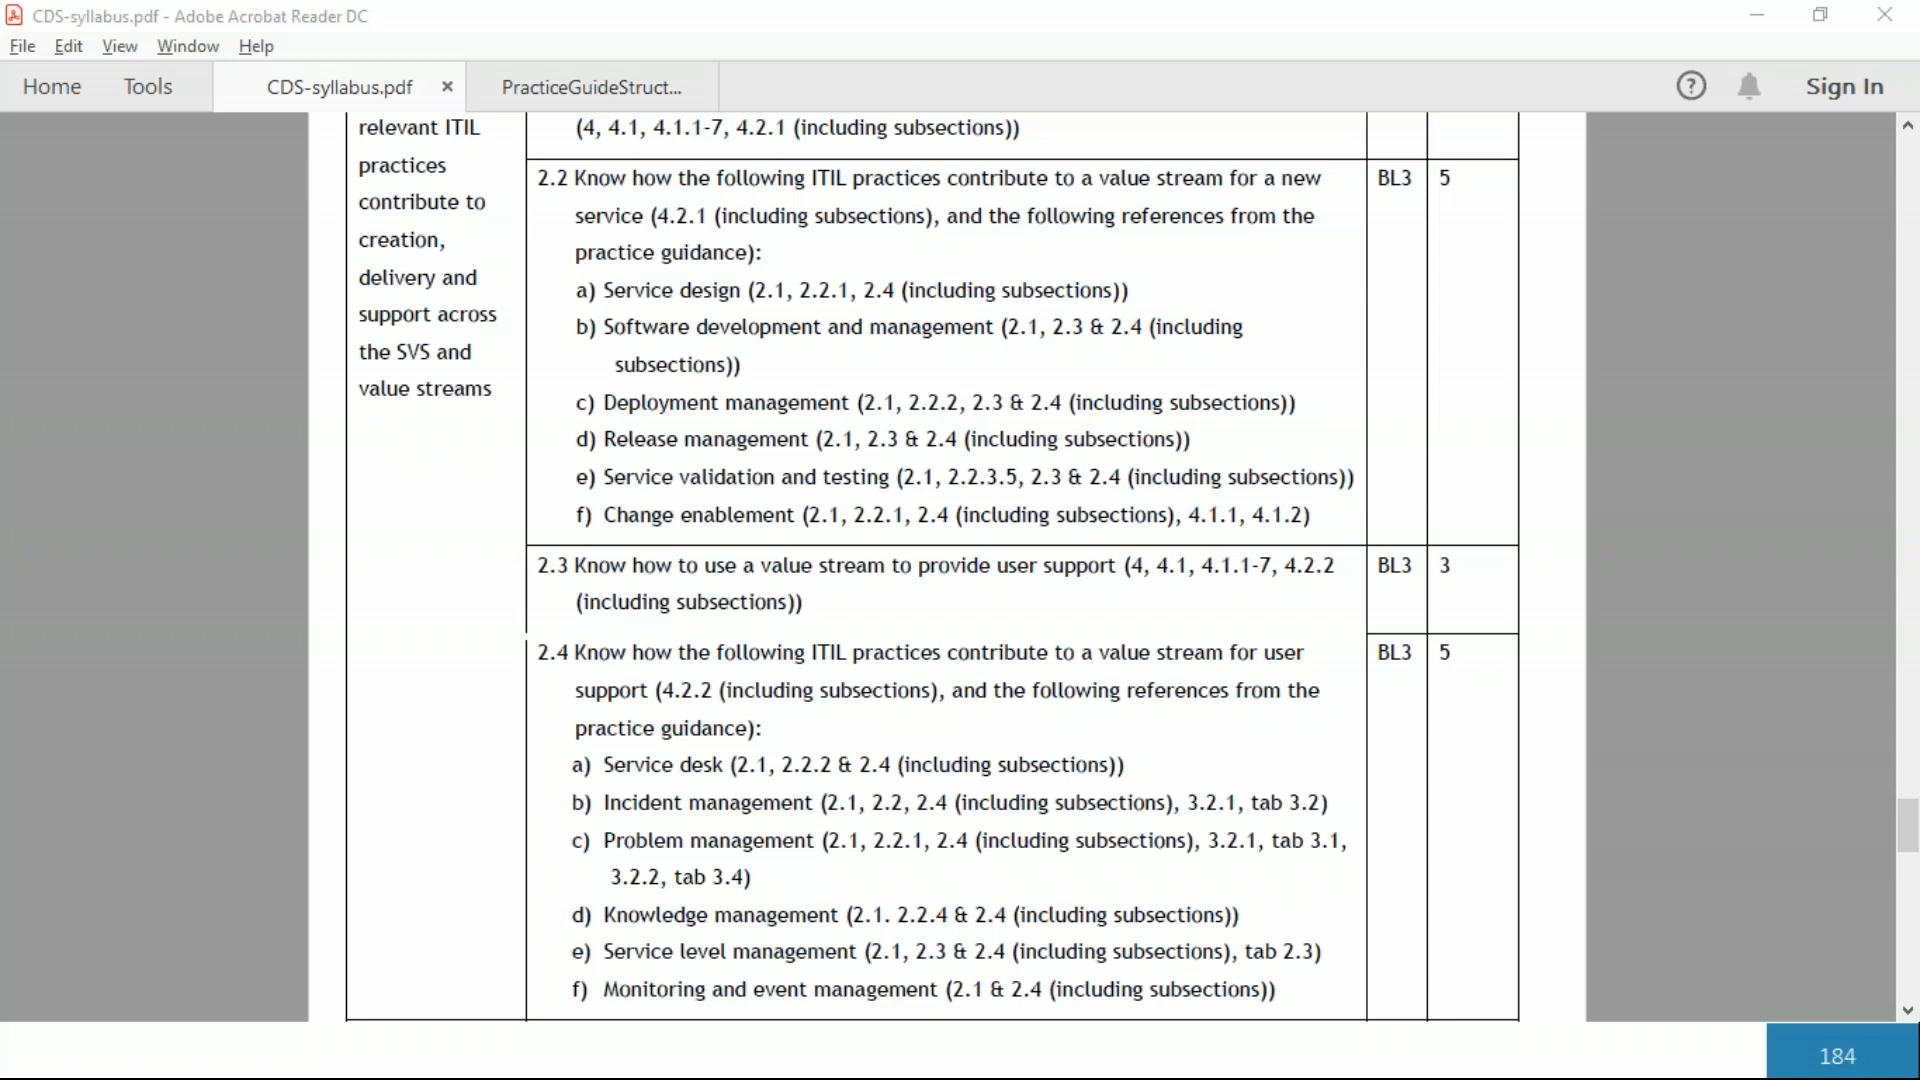 CDS-syllabus.pdf - Adobe Acrobat Reader DC
File Edit View Window Help
Home Tools CDS-syllabus.pdf × PracticeGuideStruct... ? Sign In
relevant ITIL
practices
contribute to
creation,
delivery and
support across
the SVS and
value streams
(4, 4.1, 4.1.1-7, 4.2.1 (including subsections))
2.2 Know how the following ITIL practices contribute to a value stream for a new BL3 5
service (4.2.1 (including subsections), and the following references from the
practice guidance):
a) Service design (2.1, 2.2.1, 2.4 (including subsections))
b) Software development and management (2.1, 2.3 & 2.4 (including
subsections))
c) Deployment management (2.1, 2.2.2, 2.3 & 2.4 (including subsections))
d) Release management (2.1, 2.3 & 2.4 (including subsections))
e) Service validation and testing (2.1, 2.2.3.5, 2.3 & 2.4 (including subsections))
f) Change enablement (2.1, 2.2.1, 2.4 (including subsections), 4.1.1, 4.1.2)
2.3 Know how to use a value stream to provide user support (4, 4.1, 4.1.1-7, 4.2.2 BL3 3
(including subsections))
2.4 Know how the following ITIL practices contribute to a value stream for user BL3 5
support (4.2.2 (including subsections), and the following references from the
practice guidance):
a) Service desk (2.1, 2.2.2 & 2.4 (including subsections))
b) Incident management (2.1, 2.2, 2.4 (including subsections), 3.2.1, tab 3.2)
c) Problem management (2.1, 2.2.1, 2.4 (including subsections), 3.2.1, tab 3.1,
3.2.2, tab 3.4)
d) Knowledge management (2.1. 2.2.4 & 2.4 (including subsections))
e) Service level management (2.1, 2.3 & 2.4 (including subsections), tab 2.3)
f) Monitoring and event management (2.1 & 2.4 (including subsections))
184